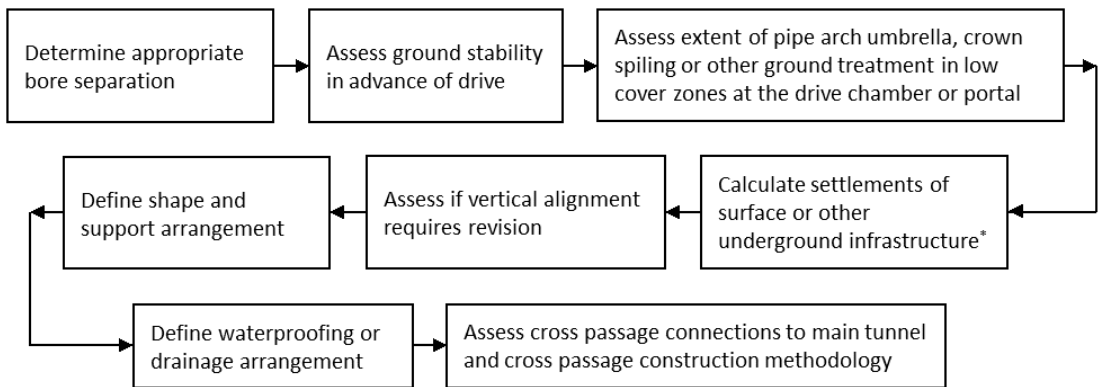 Determine appropriate
bore separation
Assess ground stability
in advance of drive
Assess extent of pipe arch umbrella, crown
spiling or other ground treatment in low
cover zones at the drive chamber or portal
Calculate settlements of
surface or other
underground infrastructure*
Assess if vertical alignment
requires revision
Define shape and
support arrangement
Define waterproofing or
drainage arrangement
Assess cross passage connections to main tunnel
and cross passage construction methodology